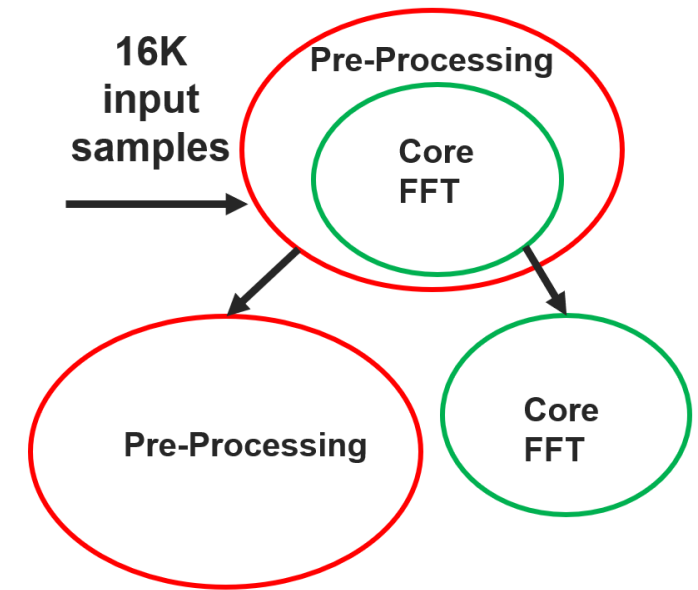 16K
input
samples
Pre-Processing
Core
FFT
Pre-Processing
Core
FFT